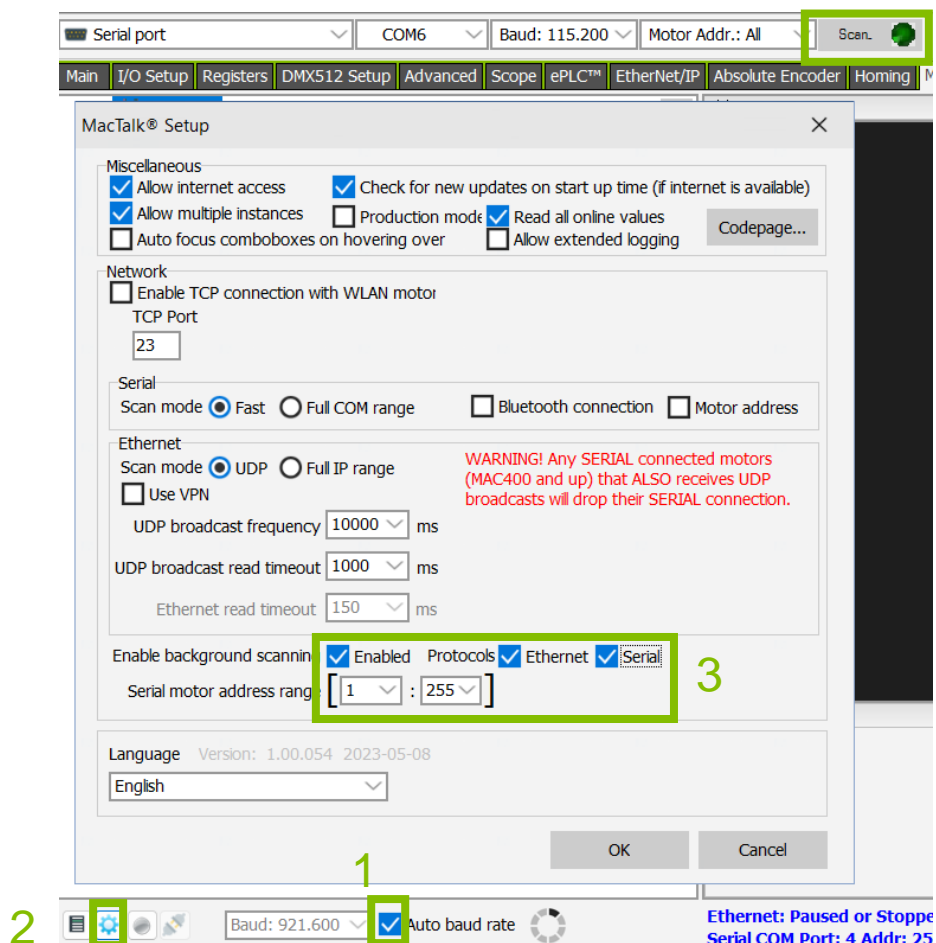 Serial port COM6 Baud: 115.200 Motor Addr.: All Scan..
Main I/O Setup Registers DMX512 Setup Advanced Scope ePLC™ EtherNet/IP Absolute Encoder Homing M
MacTalk® Setup
Miscellaneous
Allow internet access Check for new updates on start up time (if internet is available)
Allow multiple instances Production mode Read all online values
Codepage...
Auto focus comboboxes on hovering over Allow extended logging
Network
Enable TCP connection with WLAN motor
TCP Port
23
Serial
Scan mode Fast Full COM range Bluetooth connection Motor address
Ethernet
Scan mode UDP Full IP range
Use VPN
WARNING! Any SERIAL connected motors
(MAC400 and up) that ALSO receives UDP
broadcasts will drop their SERIAL connection.
UDP broadcast frequency 10000 ms
UDP broadcast read timeout 1000 ms
Ethernet read timeout 150 ms
Enable background scanning Enabled Protocols Ethernet Serial
3
Serial motor address range [ 1 : 255 ]
Language Version: 1.00.054 2023-05-08
English
OK Cancel
1
2
Baud: 921.600 Auto baud rate
Ethernet: Paused or Stoppe
Serial COM Port: 4 Addr: 25